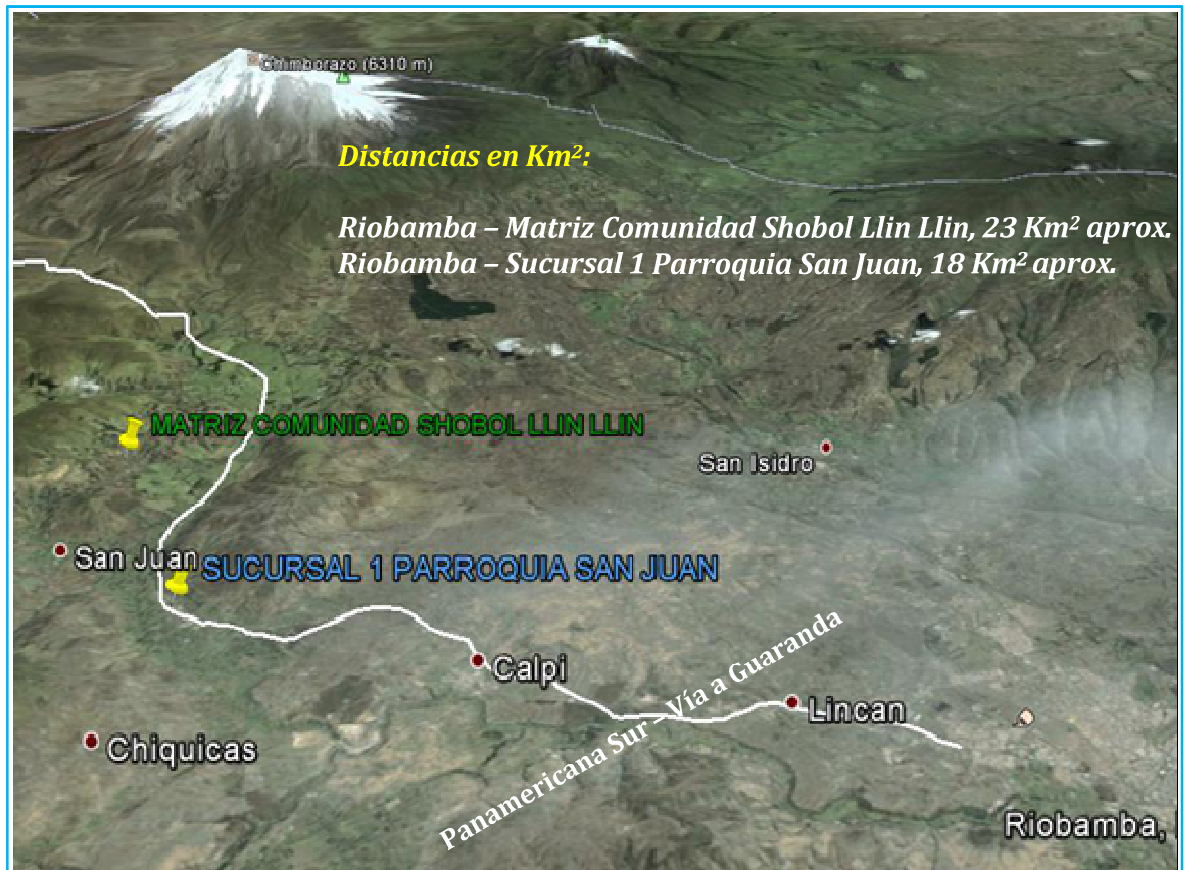 Chimborazo (6310 m)
Distancias en Km²:
Riobamba – Matriz Comunidad Shobol Llin Llin, 23 Km² aprox.
Riobamba – Sucursal 1 Parroquia San Juan, 18 Km² aprox.
MATRIZ COMUNIDAD SHOBOL LLIN LLIN
San Isidro
San Juan
SUCURSAL 1 PARROQUIA SAN JUAN
Calpi
Panamericana Sur – Vía a Guaranda
Lincan
Chiquicas
Riobamba,